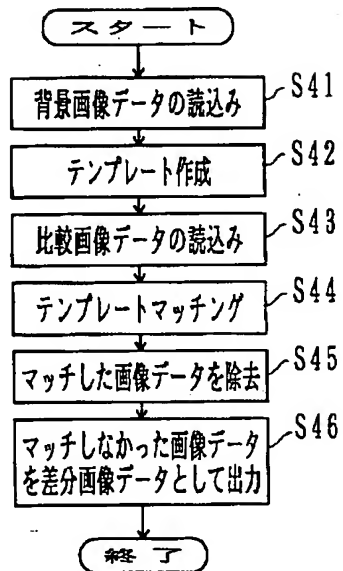 スタート
背景画像データの読込み
S41
テンプレート作成
S42
比較画像データの読込み
S43
テンプレートマッチング
S44
マッチした画像データを除去
S45
マッチしなかった画像データ
を差分画像データとして出力
S46
終了